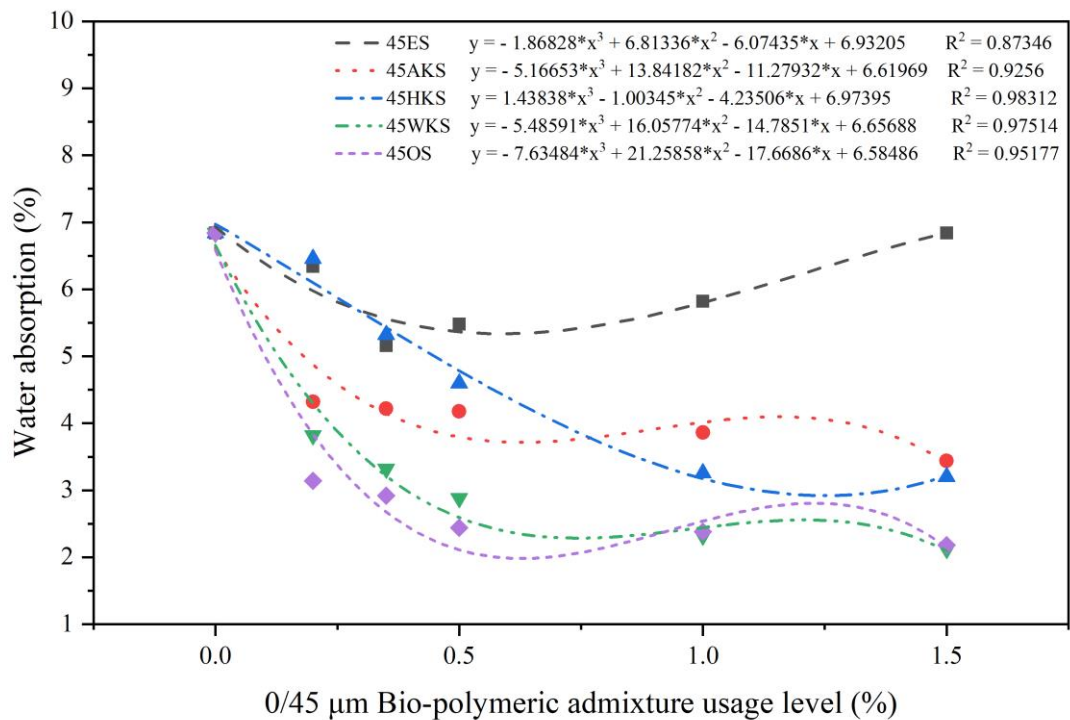 10
9
8
7
6
5
4
3
2
1
Water absorption (%)
45ES y = - 1.86828*x³ + 6.81336*x² - 6.07435*x + 6.93205 R² = 0.87346
45AKS y = - 5.16653*x³ + 13.84182*x² - 11.27932*x + 6.61969 R² = 0.9256
45HKS y = 1.43838*x³ - 1.00345*x² - 4.23506*x + 6.97395 R² = 0.98312
45WKS y = - 5.48591*x³ + 16.05774*x² - 14.7851*x + 6.65688 R² = 0.97514
45OS y = - 7.63484*x³ + 21.25858*x² - 17.6686*x + 6.58486 R² = 0.95177
0.0 0.5 1.0 1.5
0/45 μm Bio-polymeric admixture usage level (%)